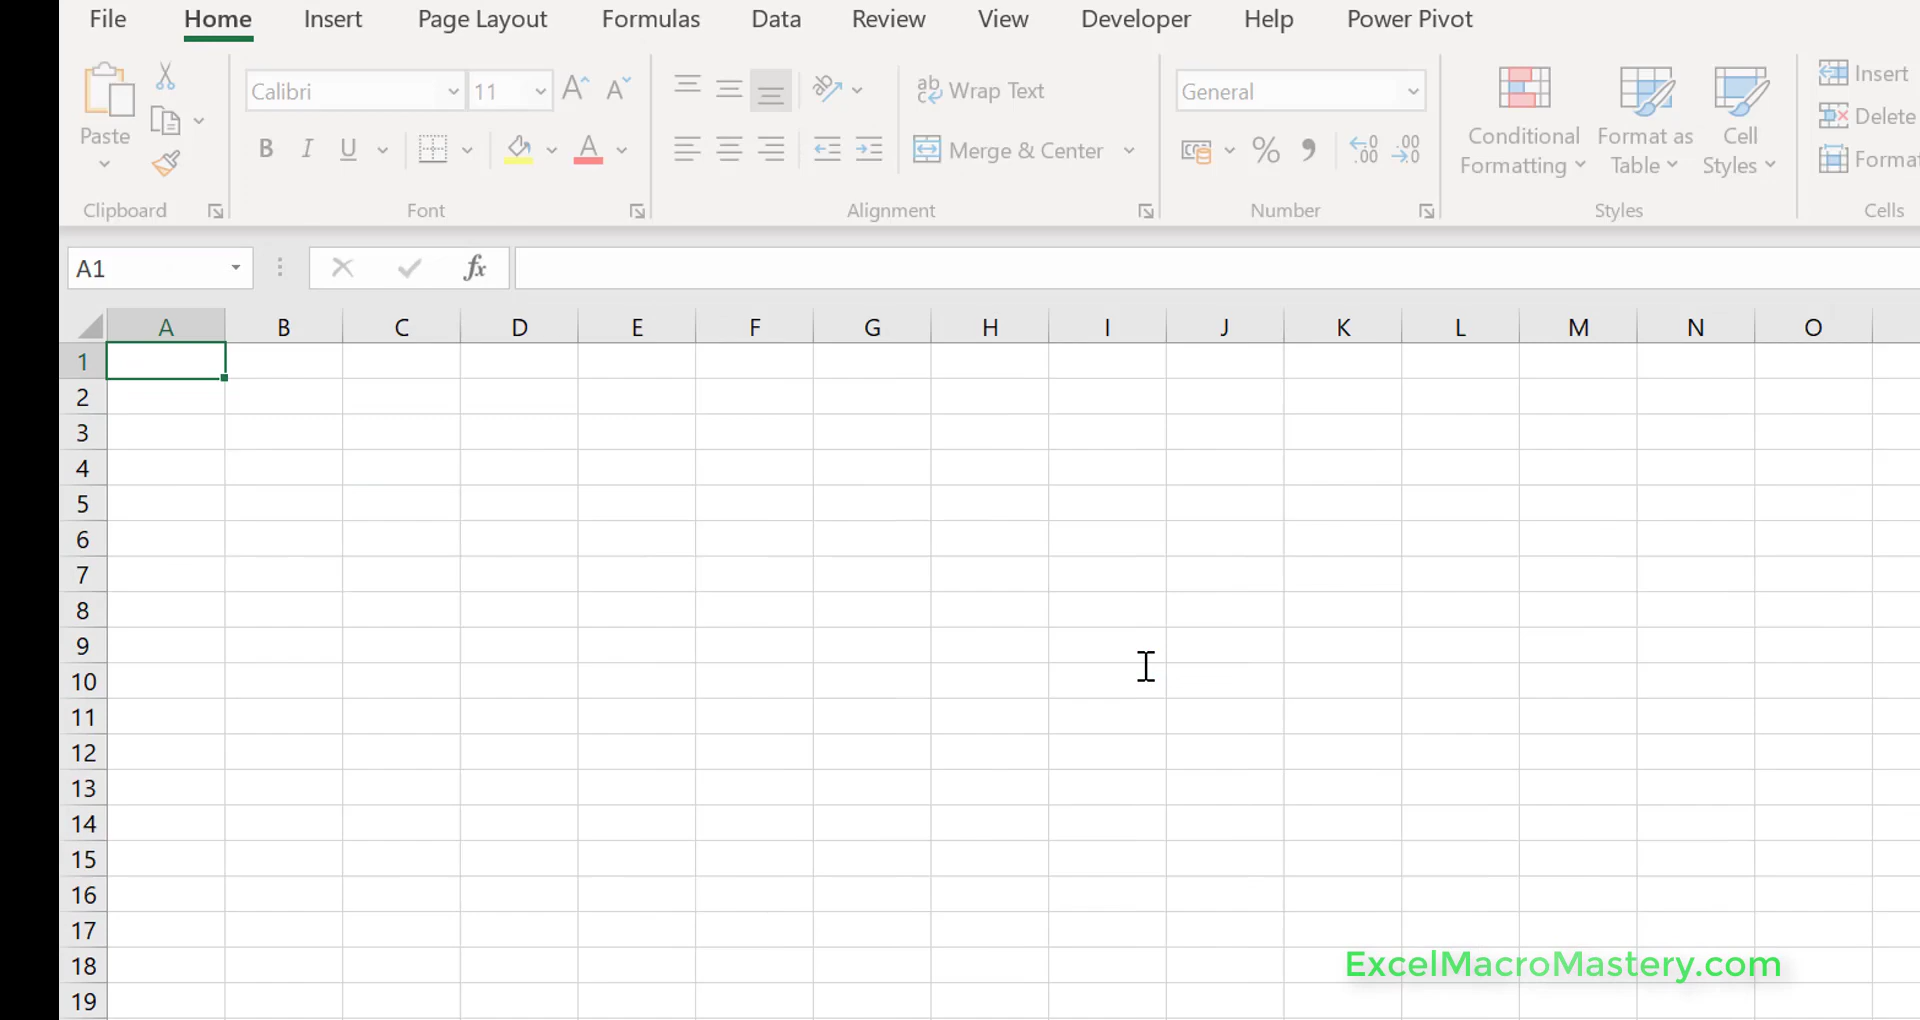 File Home Insert Page Layout Formulas Data Review View Developer Help Power Pivot
Calibri 11 Wrap Text General Insert
Paste Conditional Format as Cell Delete
B I U Merge & Center % Formatting Table Styles
Clipboard Font Alignment Number Styles Cells
A1 fx
A B C D E F G H I J K L M N O
1
2
3
4
5
6
7
8
9
10
11
12
13
14
15
16
17
18
ExcelMacroMastery.com
19